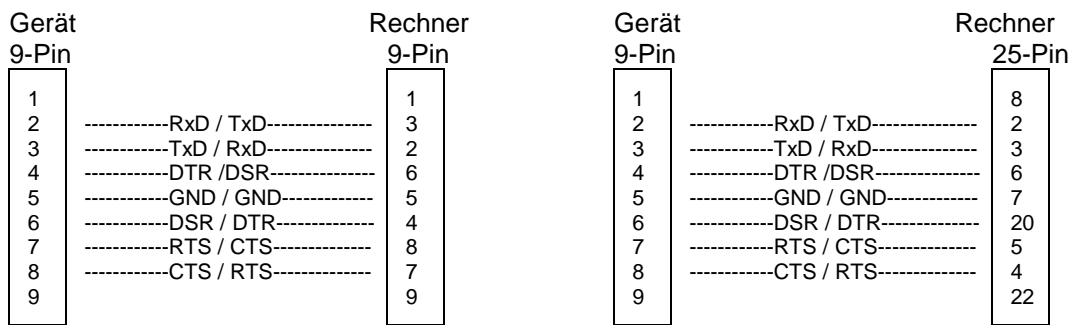 Gerät Rechner Gerät Rechner
9-Pin 9-Pin 9-Pin 25-Pin
1 1 1 8
2 -------------RxD / TxD---------------- 3 2 -------------RxD / TxD---------------- 2
3 -------------TxD / RxD---------------- 2 3 -------------TxD / RxD---------------- 3
4 -------------DTR /DSR---------------- 6 4 -------------DTR /DSR---------------- 6
5 -------------GND / GND-------------- 5 5 -------------GND / GND-------------- 7
6 -------------DSR / DTR--------------- 4 6 -------------DSR / DTR--------------- 20
7 -------------RTS / CTS--------------- 8 7 -------------RTS / CTS--------------- 5
8 -------------CTS / RTS--------------- 7 8 -------------CTS / RTS--------------- 4
9 9 9 22